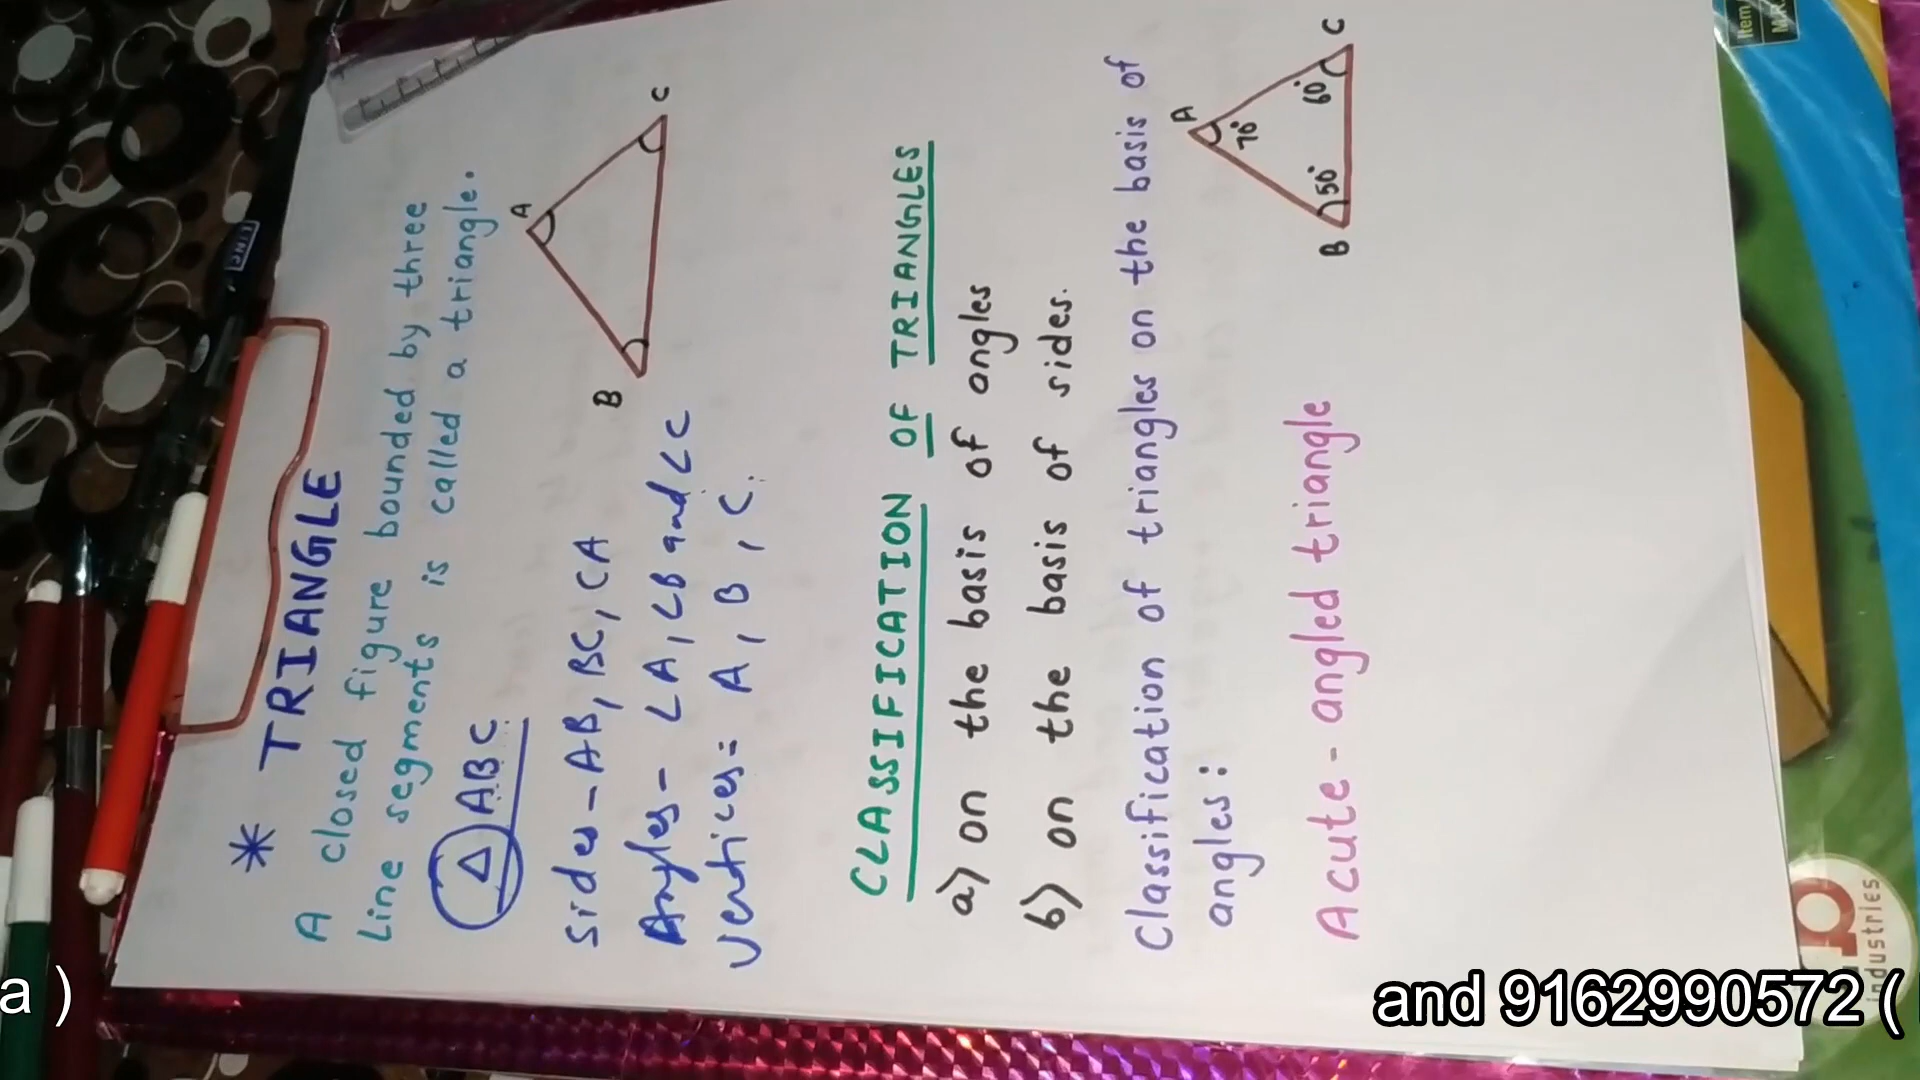 * TRIANGLE
A closed figure bounded by three
Line segments is called a triangle.
△ ABC
A
B
C
Sides - AB, BC, CA
Angles - ∠A, ∠B and ∠C
Vertices = A, B, C.
CLASSIFICATION OF TRIANGLES
a) on the basis of angles
b) on the basis of sides.
Classification of triangles on the basis of
angles:
Acute-angled triangle
A
70°
B 50° 60° C
UNI
Item
industries
a )
and 9162990572 (